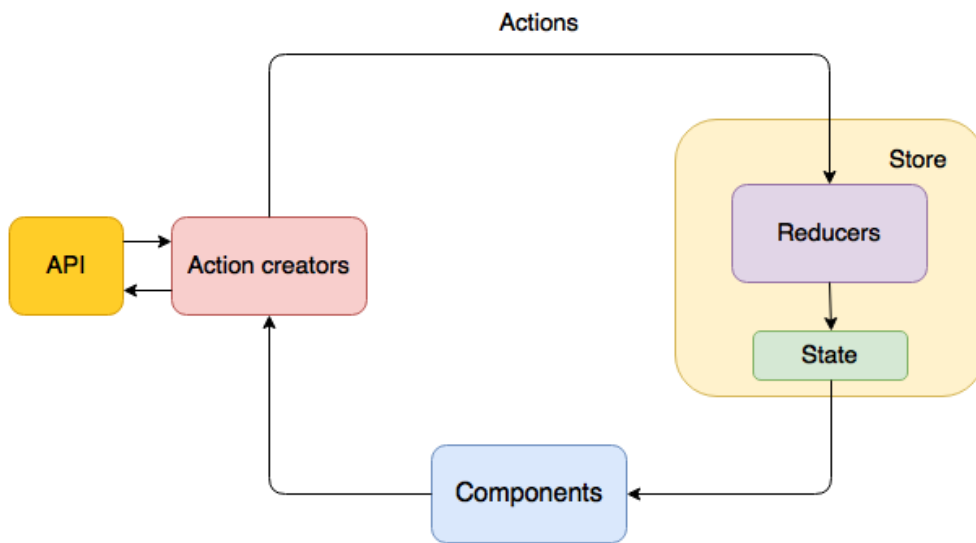 Actions
Store
Reducers
API
Action creators
State
Components